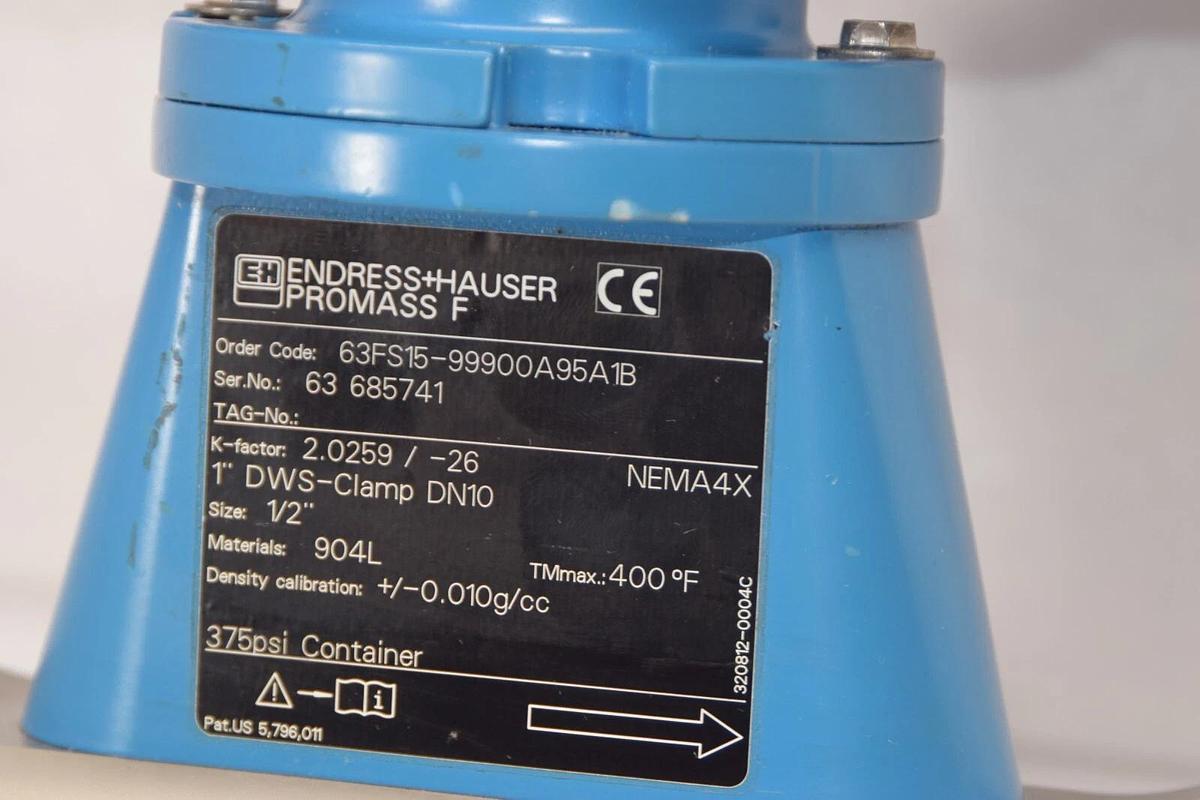 E+H ENDRESS+HAUSER
PROMASS F
CE
Order Code: 63FS15-99900A95A1B
Ser.No.: 63 685741
TAG-No.:
K-factor: 2.0259 / -26
NEMA4X
1" DWS-Clamp DN10
Size: 1/2"
Materials: 904L
TMmax.: 400 °F
Density calibration: +/-0.010g/cc
375psi Container
i
Pat.US 5,796,011
320812-0004C